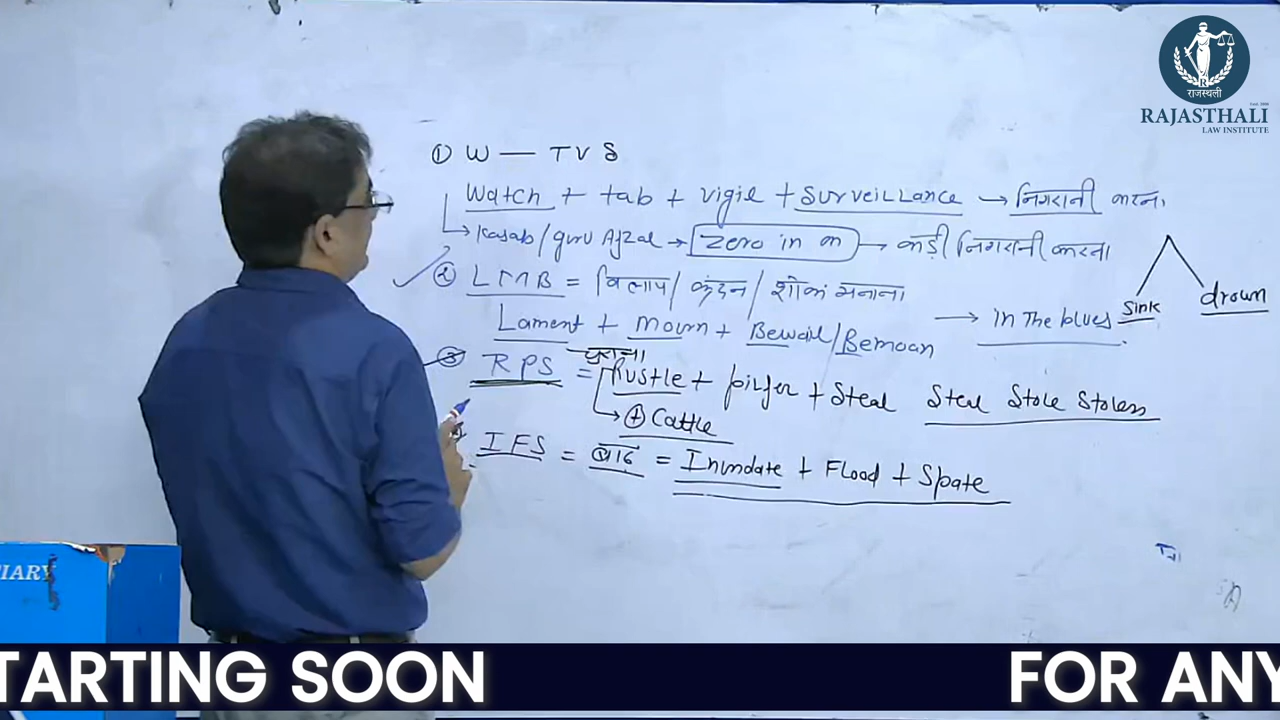 राजस्थली
RAJASTHALI
LAW INSTITUTE
① W — T V S
Watch + tab + vigil + Surveillance → निगरानी करना
→ Kasab/guru Afzal → Zero in on → कड़ी निगरानी करना
② LMB = विलाप/ क्रंदन/ शोक मनाना
Lament + mourn + Bewail/Bemoan → in the blues
sink drown
③ RPS = चुराना
Rustle + pilfer + Steal Steal Stole Stolen
→ ⊕ Cattle
IFS = बाढ़ = Inundate + Flood + Spate
IARY
TARTING SOON FOR ANY